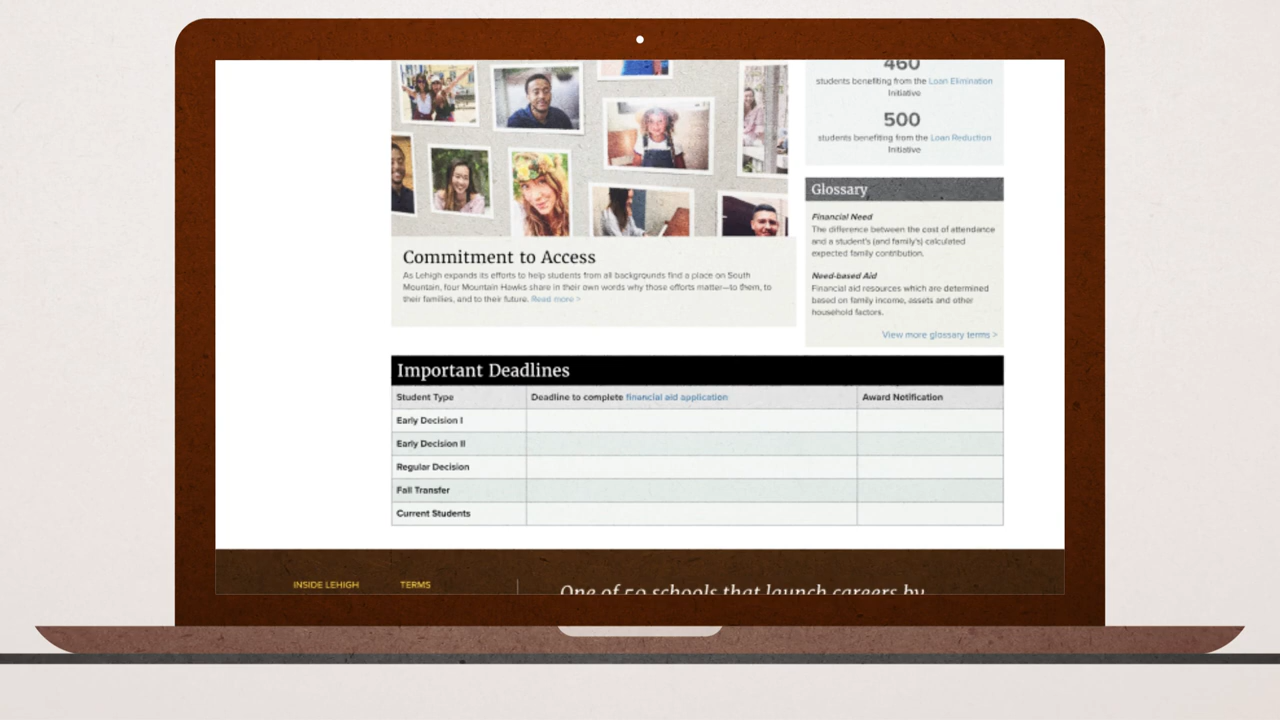 460
students benefiting from the Loan Elimination
Initiative
500
students benefiting from the Loan Reduction
Initiative
Glossary
Financial Need
The difference between the cost of attendance
and a student's (and family's) calculated
expected family contribution.
Need-based Aid
Financial aid resources which are determined
based on family income, assets and other
household factors.
View more glossary terms >
Commitment to Access
As Lehigh expands its efforts to help students from all backgrounds find a place on South
Mountain, four Mountain Hawks share in their own words why those efforts matter—to them, to
their families, and to their future. Read more >
Important Deadlines
Student Type Deadline to complete financial aid application Award Notification
Early Decision I
Early Decision II
Regular Decision
Fall Transfer
Current Students
INSIDE LEHIGH TERMS
One of 50 schools that launch careers by